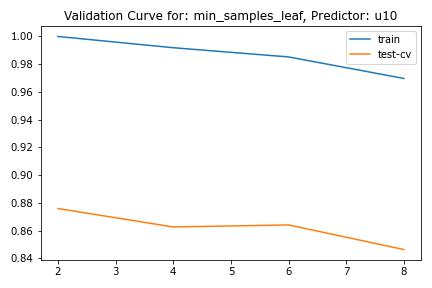 Validation Curve for: min_samples_leaf, Predictor: u10
1.00
0.98
0.96
0.94
0.92
0.90
0.88
0.86
0.84
train
test-cv
2 3 4 5 6 7 8